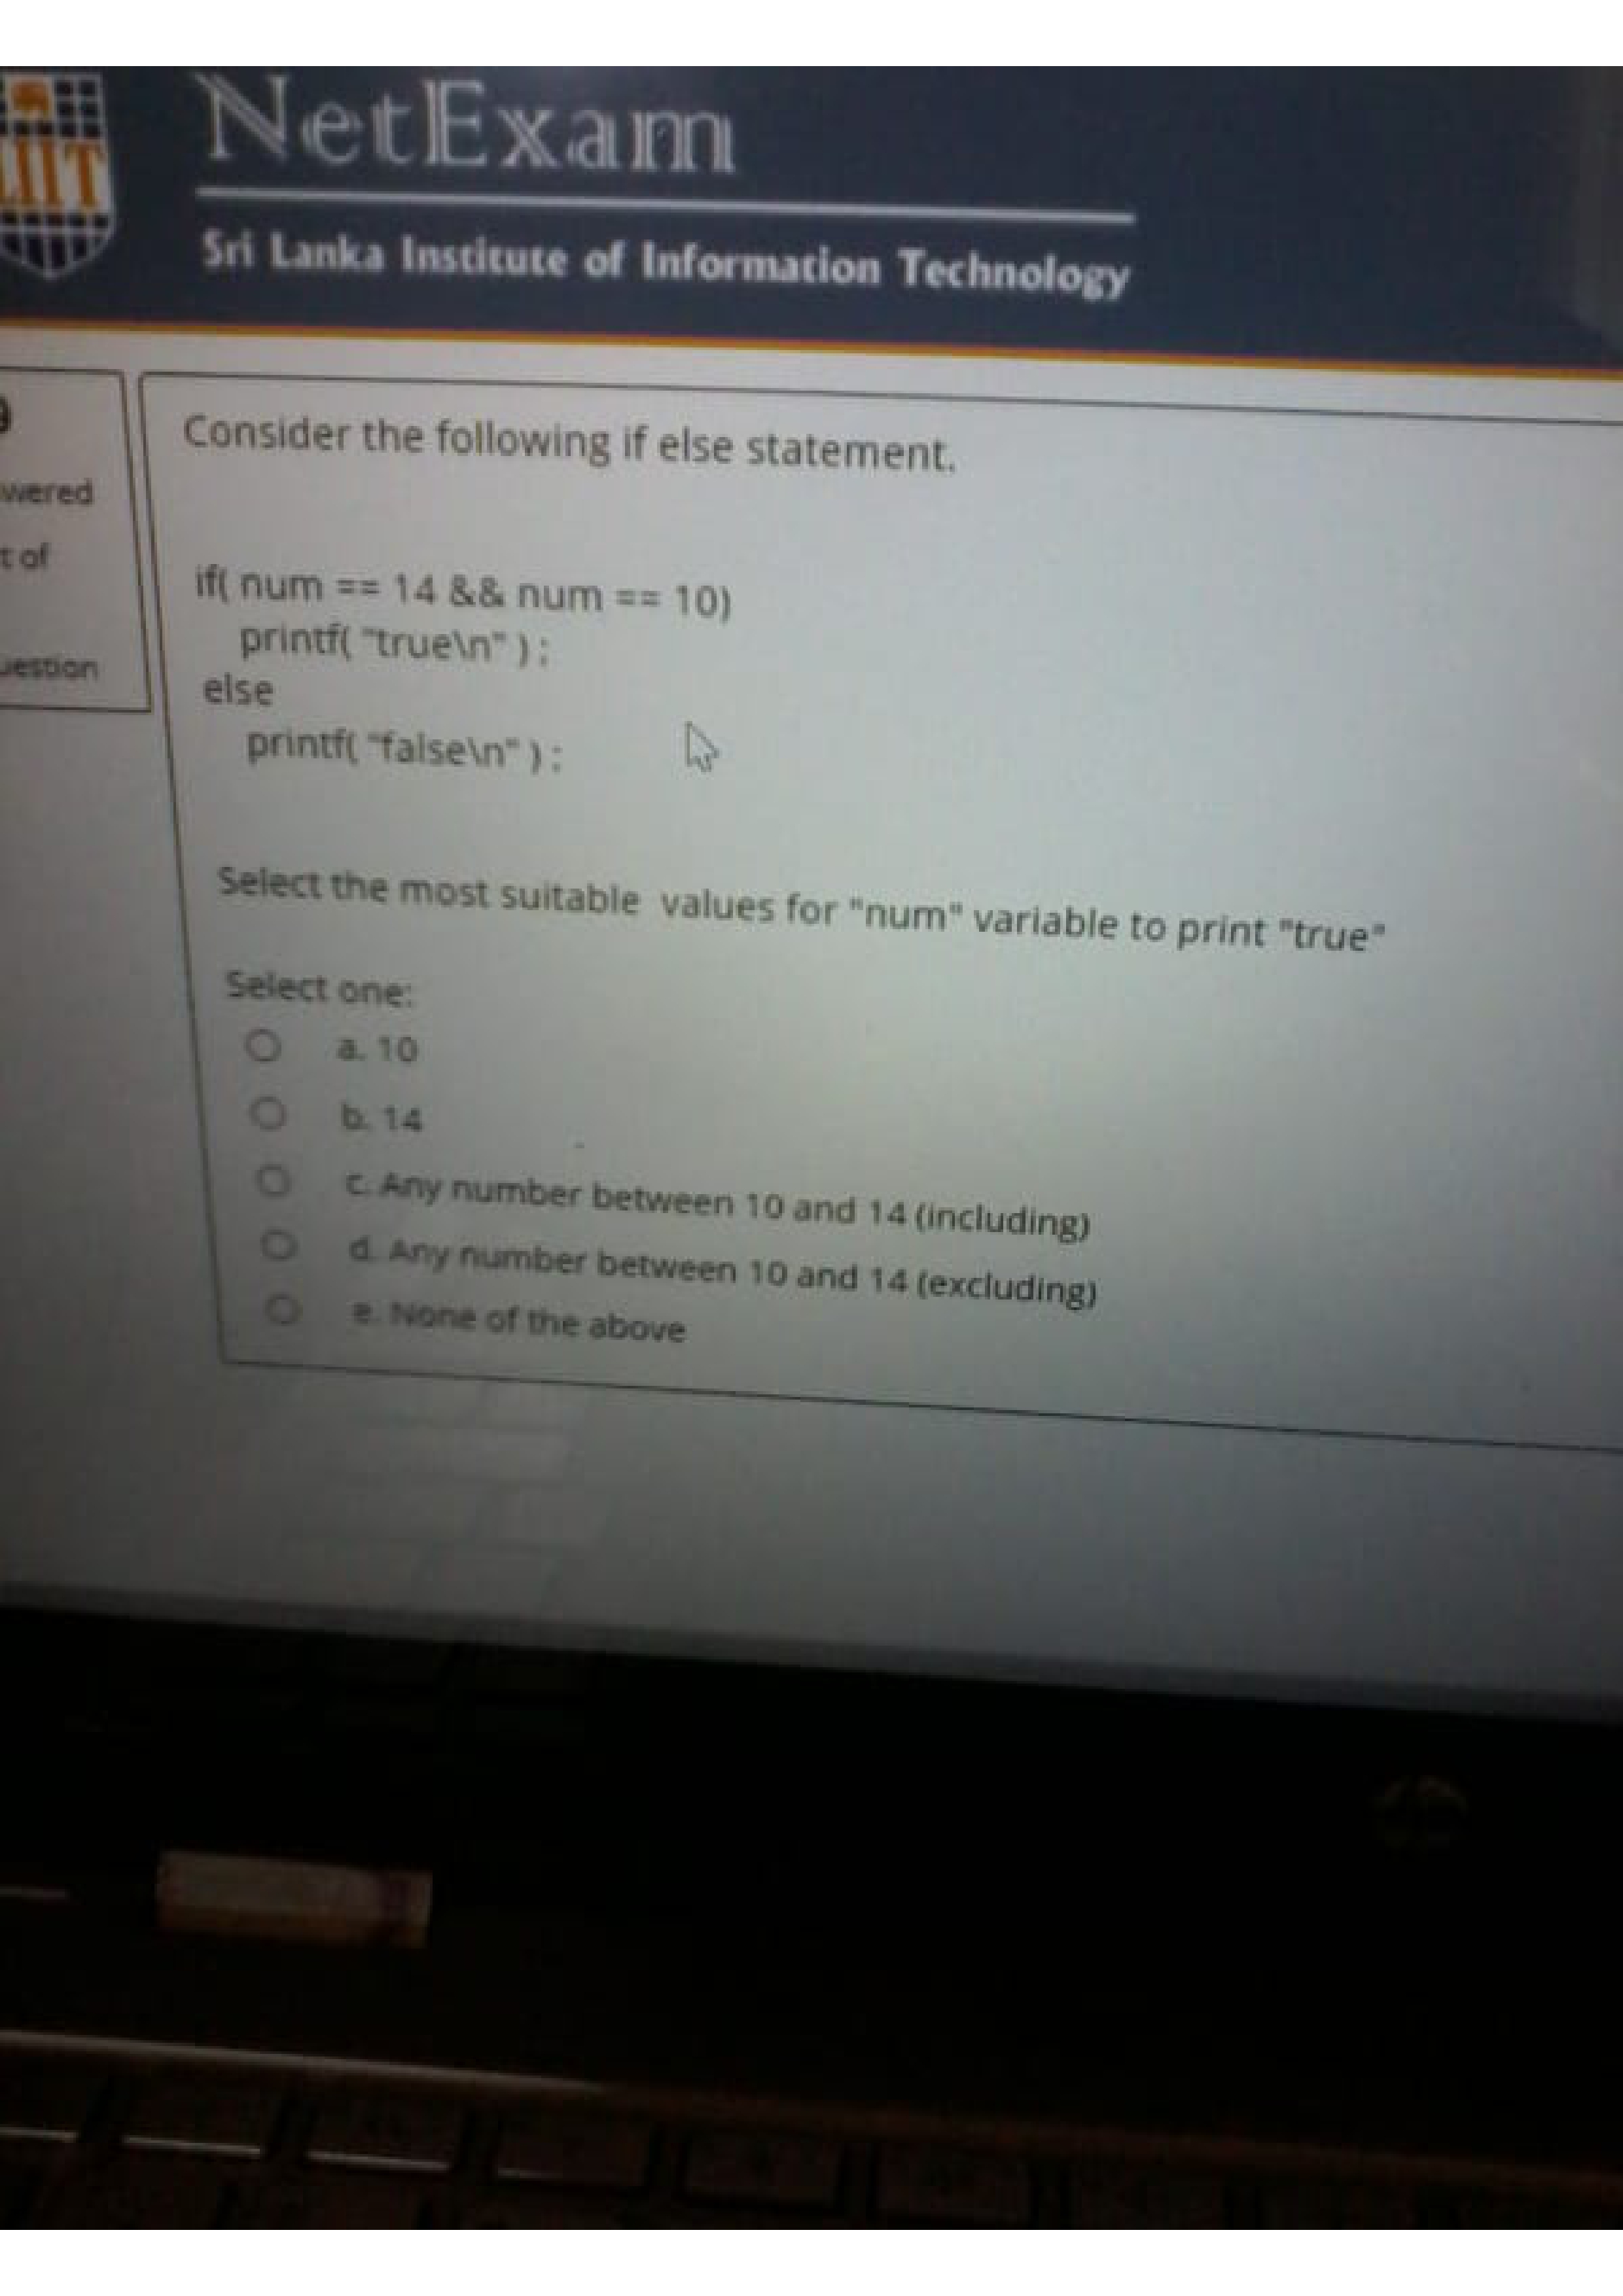 NetExam
LIIT
Sri Lanka Institute of Information Technology
9
wered
t of
uestion
Consider the following if else statement.
if( num == 14 && num == 10)
printf( "true\n" ) ;
else
printf( "false\n" ) ;
Select the most suitable values for "num" variable to print "true"
Select one:
a. 10
b. 14
c. Any number between 10 and 14 (including)
d. Any number between 10 and 14 (excluding)
e. None of the above